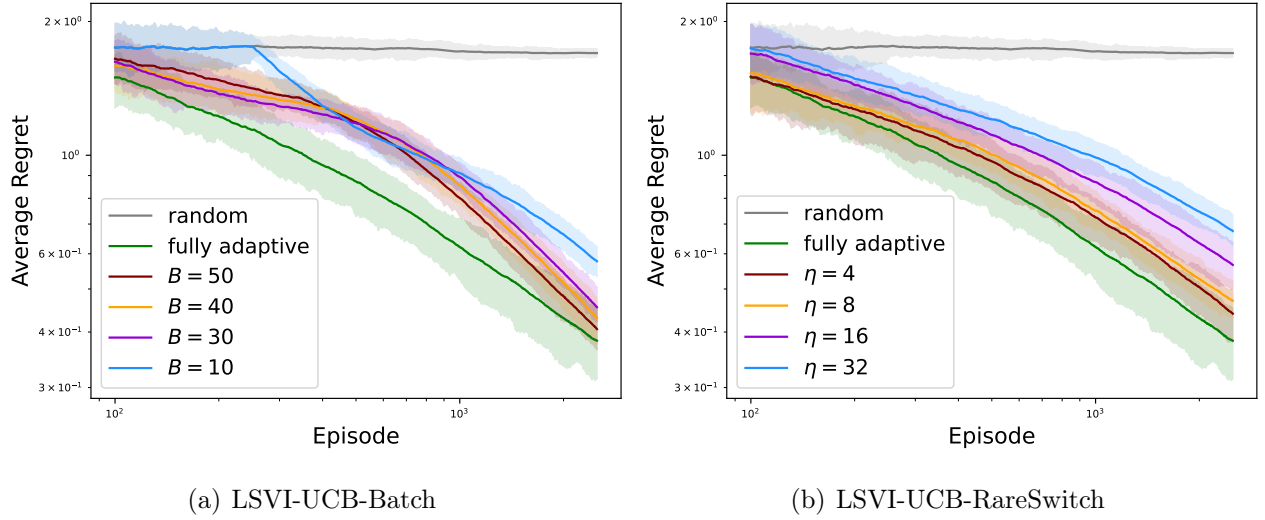 2 × 10⁰
10⁰
6 × 10⁻¹
4 × 10⁻¹
3 × 10⁻¹
Average Regret
random
fully adaptive
B = 50
B = 40
B = 30
B = 10
10² 10³
Episode
(a) LSVI-UCB-Batch
2 × 10⁰
10⁰
6 × 10⁻¹
4 × 10⁻¹
3 × 10⁻¹
Average Regret
random
fully adaptive
η = 4
η = 8
η = 16
η = 32
10² 10³
Episode
(b) LSVI-UCB-RareSwitch